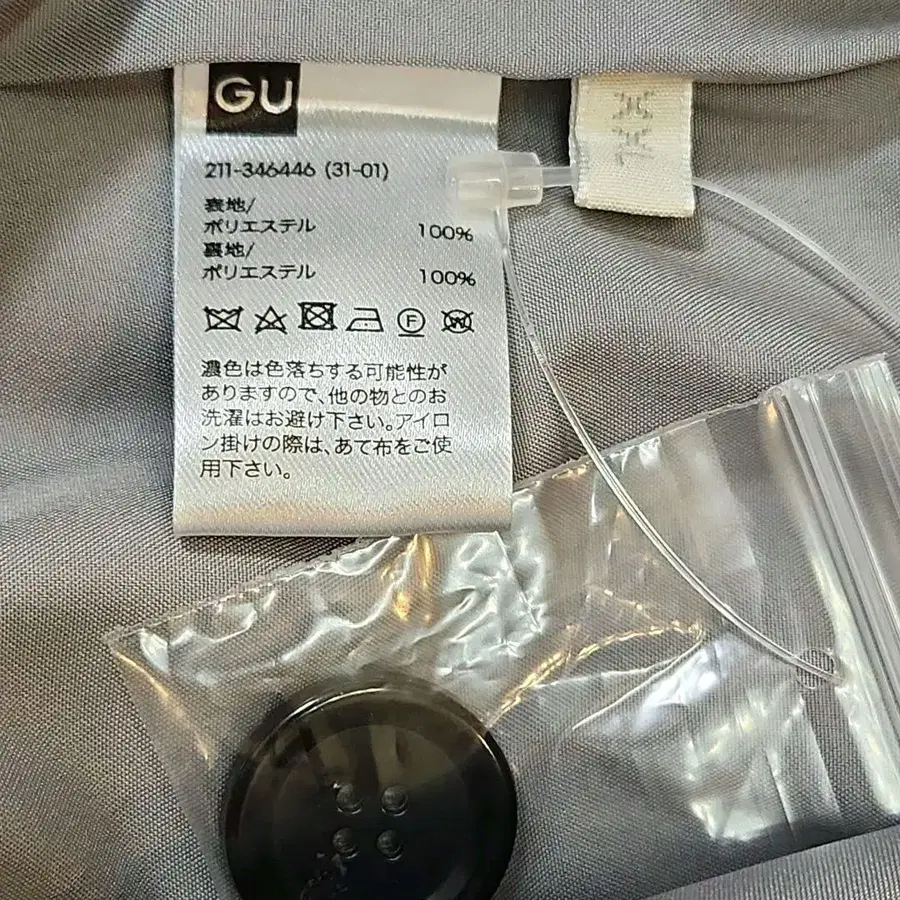 GU
211-346446 (31-01)
表地/
ポリエステル 100%
裏地/
ポリエステル 100%
F
W
濃色は色落ちする可能性が
ありますので、他の物とのお
洗濯はお避け下さい。アイロ
ン掛けの際は、あて布をご使
用下さい。